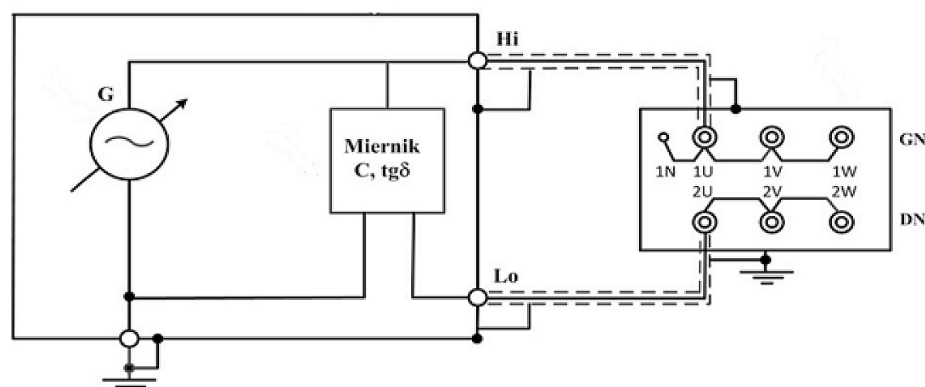 Hi
G
Miernik
C, tgδ
GN
1N 1U 1V 1W
2U 2V 2W
DN
Lo